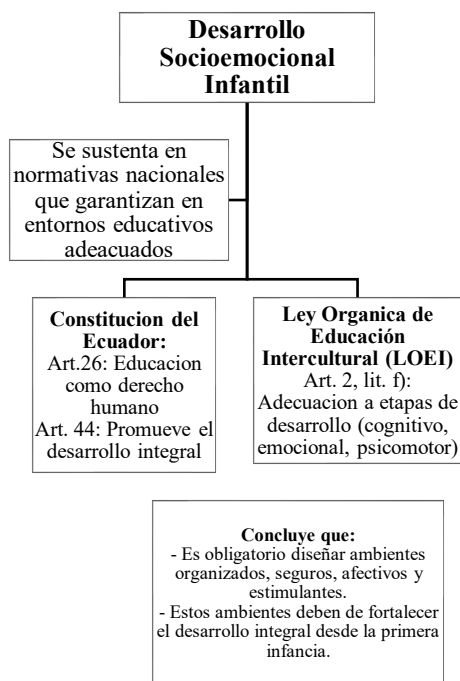 Desarrollo
Socioemocional
Infantil
Se sustenta en
normativas nacionales
que garantizan en
entornos educativos
adeacuados
Constitucion del
Ecuador:
Art.26: Educacion
como derecho
humano
Art. 44: Promueve el
desarrollo integral
Ley Organica de
Educación
Intercultural (LOEI)
Art. 2, lit. f):
Adecuacion a etapas de
desarrollo (cognitivo,
emocional, psicomotor)
Concluye que:
- Es obligatorio diseñar ambientes
organizados, seguros, afectivos y
estimulantes.
- Estos ambientes deben de fortalecer
el desarrollo integral desde la primera
infancia.